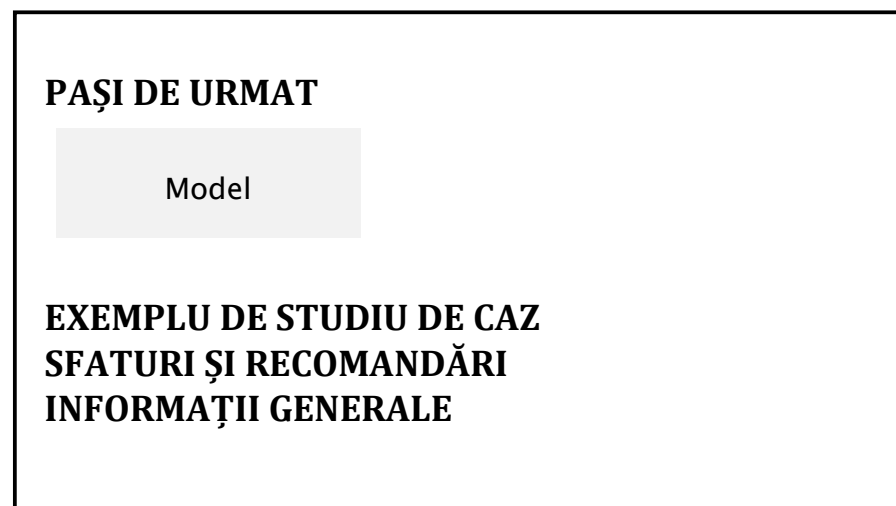 PAȘI DE URMAT
Model
EXEMPLU DE STUDIU DE CAZ
SFATURI ȘI RECOMANDĂRI
INFORMAȚII GENERALE